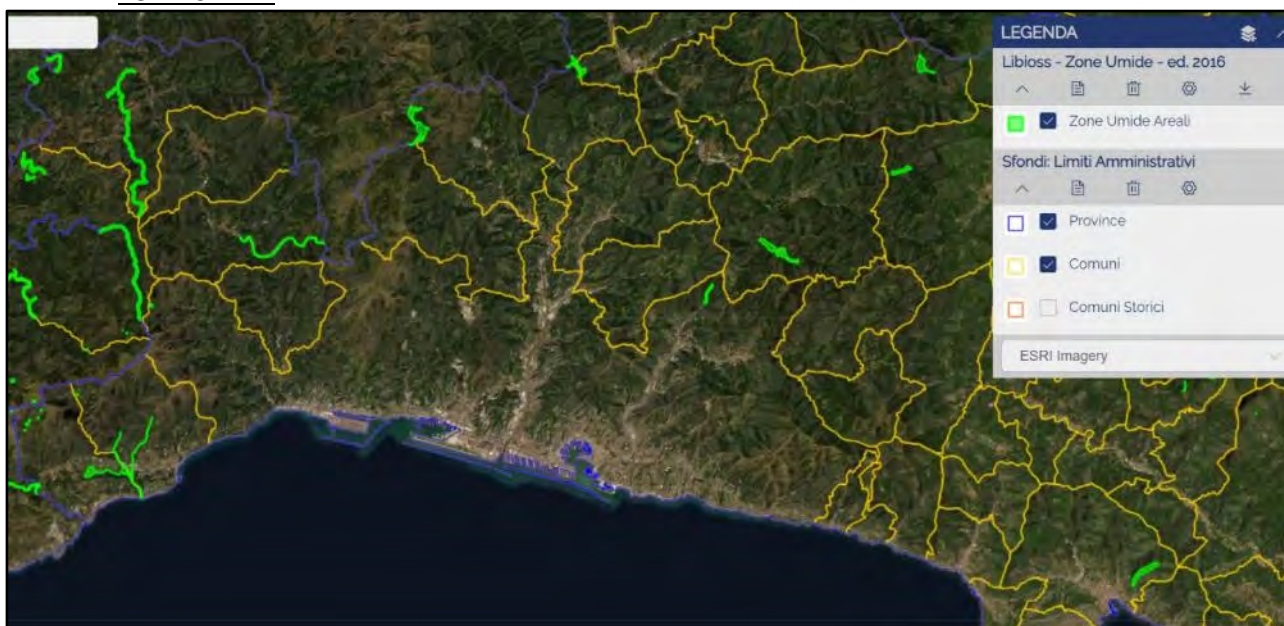 LEGENDA
Libioss - Zone Umide - ed. 2016
Zone Umide Areali
Sfondi: Limiti Amministrativi
Province
Comuni
Comuni Storici
ESRI Imagery